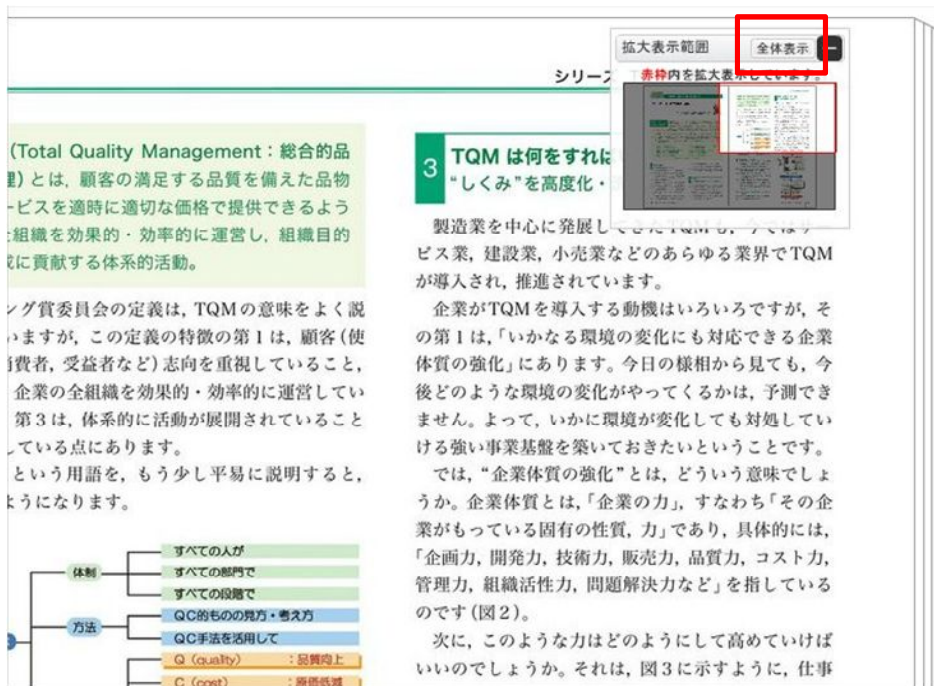 拡大表示範囲 全体表示
赤枠内を拡大表示しています。
シリーズ
(Total Quality Management:総合的品
理)とは,顧客の満足する品質を備えた品物
ービスを適時に適切な価格で提供できるよう
組織を効果的・効率的に運営し,組織目的
に貢献する体系的活動。
ング賞委員会の定義は,TQMの意味をよく説
いますが,この定義の特徴の第1は,顧客(使
消費者,受益者など)志向を重視していること,
企業の全組織を効果的・効率的に運営してい
第3は,体系的に活動が展開されていること
している点にあります。
という用語を,もう少し平易に説明すると,
ようになります。
体制
すべての人が
すべての部門で
すべての段階で
方法
QC的ものの見方・考え方
QC手法を活用して
Q(quality) :品質向上
C(cost) :原価低減
3 TQMは何をすれば
“しくみ”を高度化・
製造業を中心に発展してきたTQMも,今ではサー
ビス業,建設業,小売業などのあらゆる業界でTQM
が導入され,推進されています。
企業がTQMを導入する動機はいろいろですが,そ
の第1は,「いかなる環境の変化にも対応できる企業
体質の強化」にあります。今日の様相から見ても,今
後どのような環境の変化がやってくるかは,予測でき
ません。よって,いかに環境が変化しても対処してい
ける強い事業基盤を築いておきたいということです。
では,“企業体質の強化”とは,どういう意味でしょ
うか。企業体質とは,「企業の力」,すなわち「その企
業がもっている固有の性質,力」であり,具体的には,
「企画力,開発力,技術力,販売力,品質力,コスト力,
管理力,組織活性力,問題解決力など」を指している
のです(図2)。
次に,このような力はどのようにして高めていけば
いいのでしょうか。それは,図3に示すように,仕事